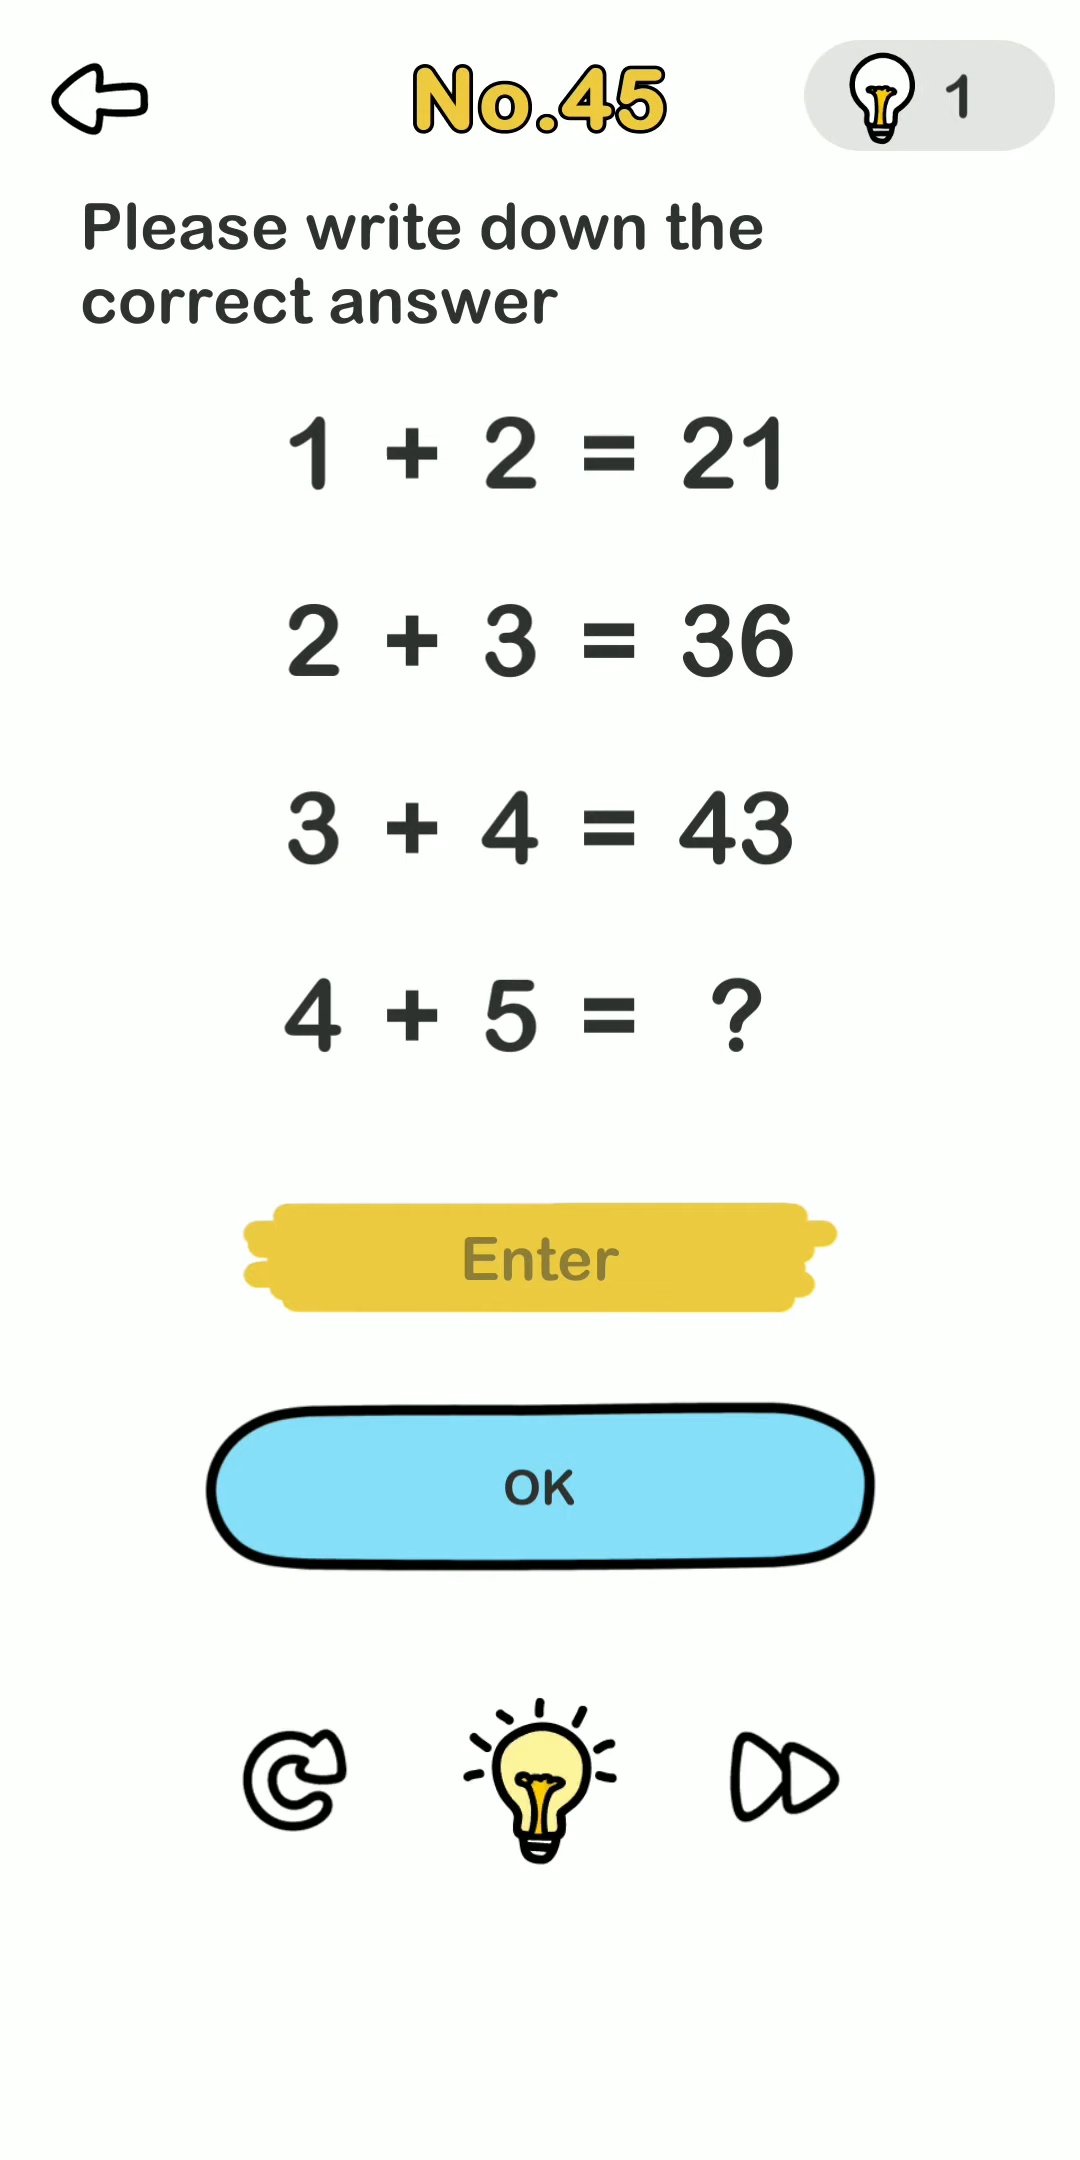 No.45
1
Please write down the
correct answer
1 + 2 = 21
2 + 3 = 36
3 + 4 = 43
4 + 5 = ?
Enter
OK